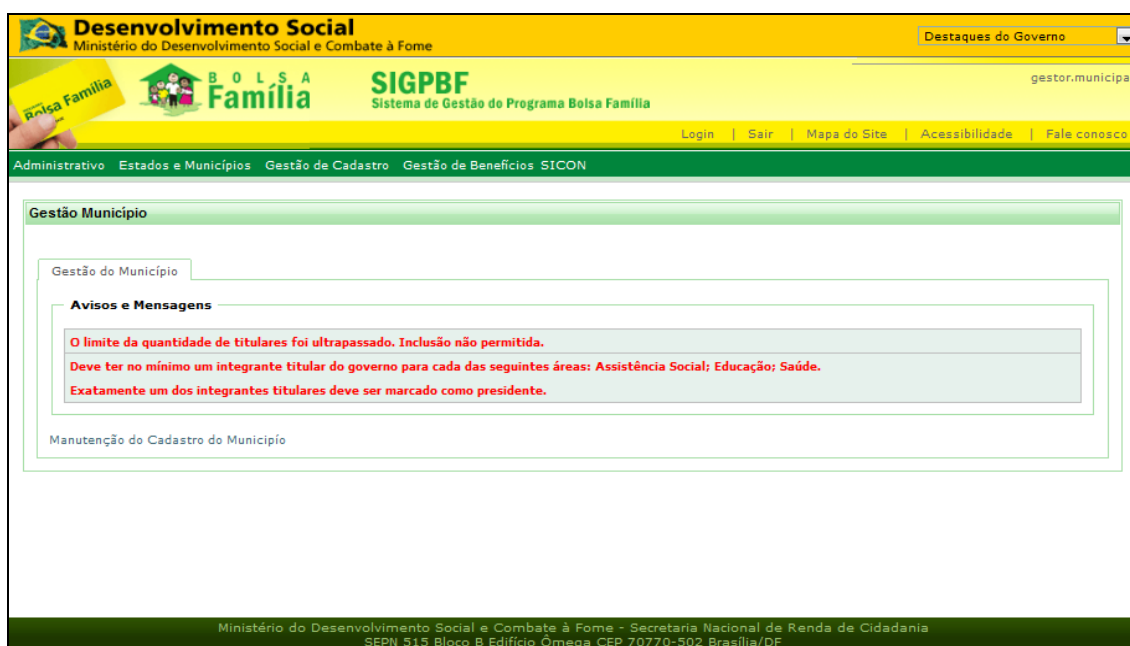 Desenvolvimento Social
Ministério do Desenvolvimento Social e Combate à Fome
Destaques do Governo
Bolsa Família
BOLSA
Família
SIGPBF
Sistema de Gestão do Programa Bolsa Família
gestor.municipa
Login | Sair | Mapa do Site | Acessibilidade | Fale conosco
Administrativo Estados e Municípios Gestão de Cadastro Gestão de Benefícios SICON
Gestão Município
Gestão do Município
Avisos e Mensagens
O limite da quantidade de titulares foi ultrapassado. Inclusão não permitida.
Deve ter no mínimo um integrante titular do governo para cada das seguintes áreas: Assistência Social; Educação; Saúde.
Exatamente um dos integrantes titulares deve ser marcado como presidente.
Manutenção do Cadastro do Municipío
Ministério do Desenvolvimento Social e Combate à Fome - Secretaria Nacional de Renda de Cidadania
SEPN 515 Bloco B Edifício Ômega CEP 70770-502 Brasília/DF